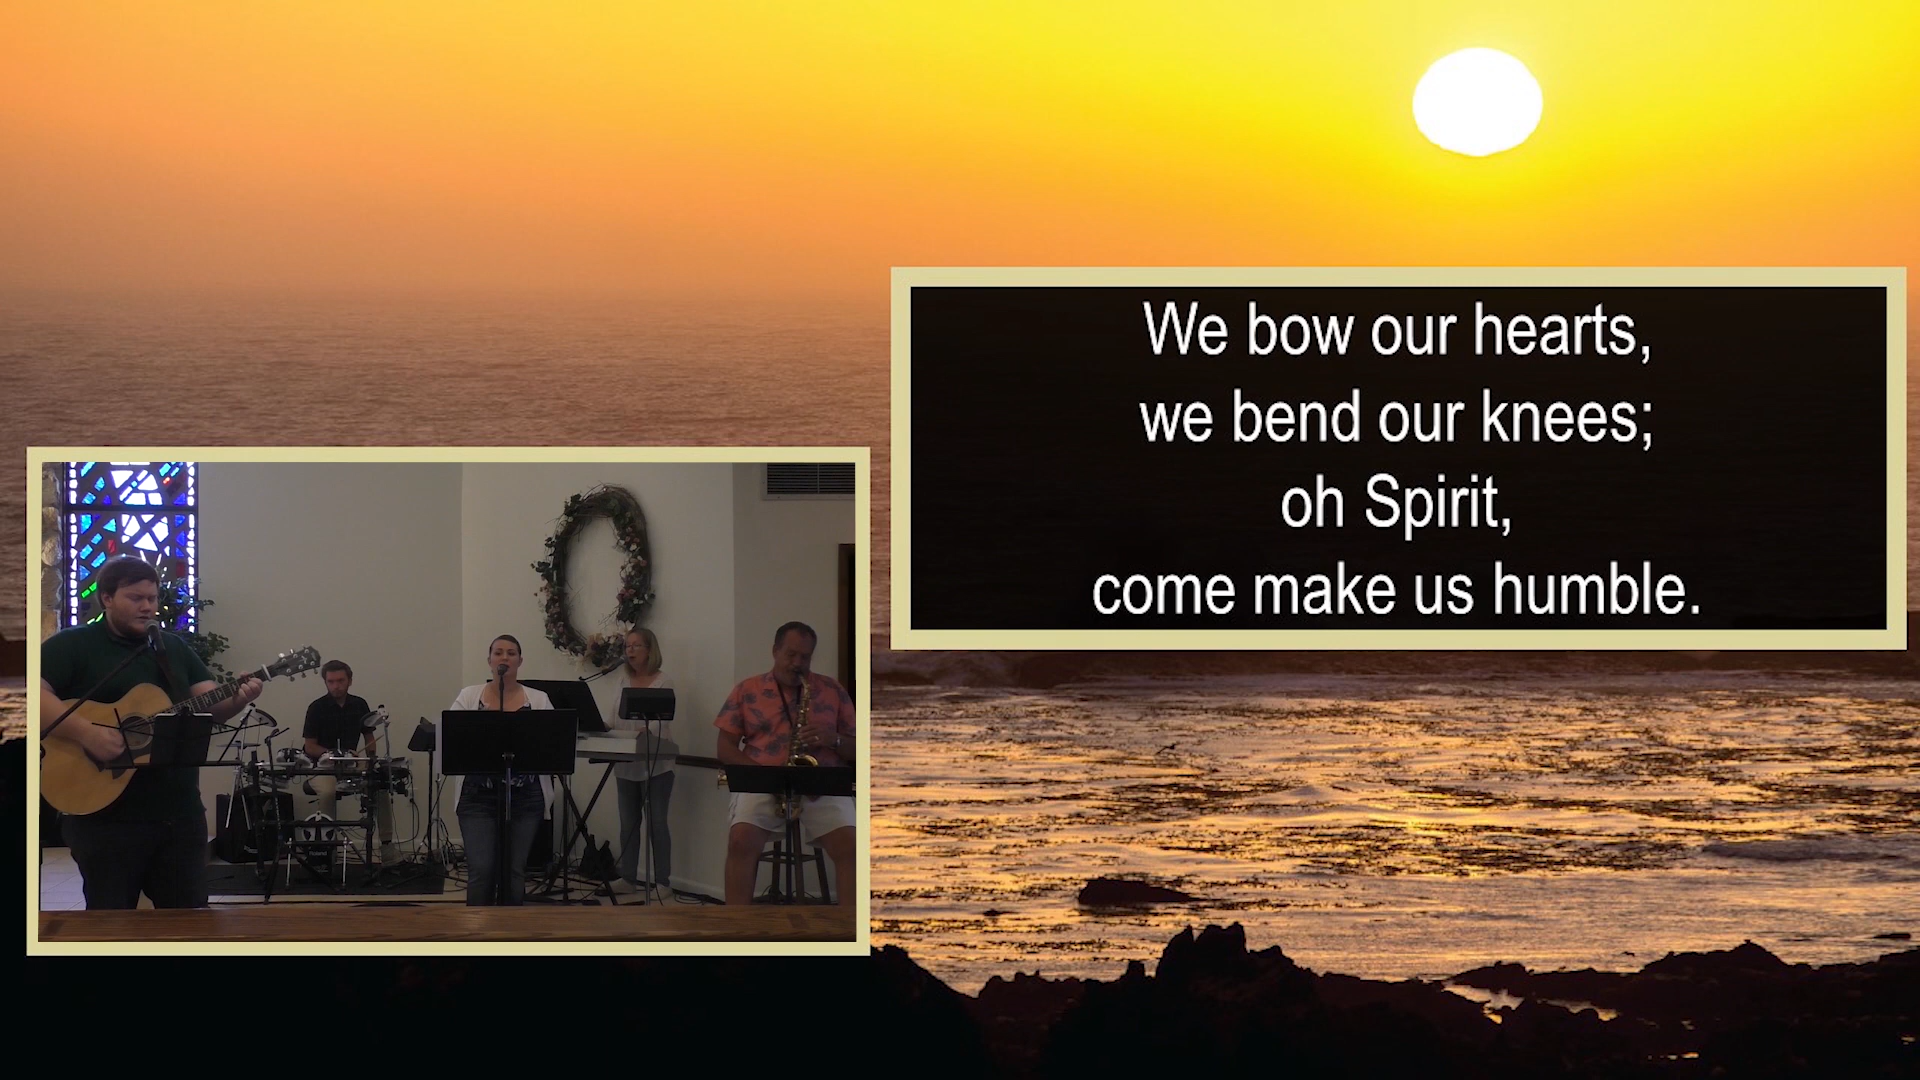 We bow our hearts,
we bend our knees;
oh Spirit,
come make us humble.